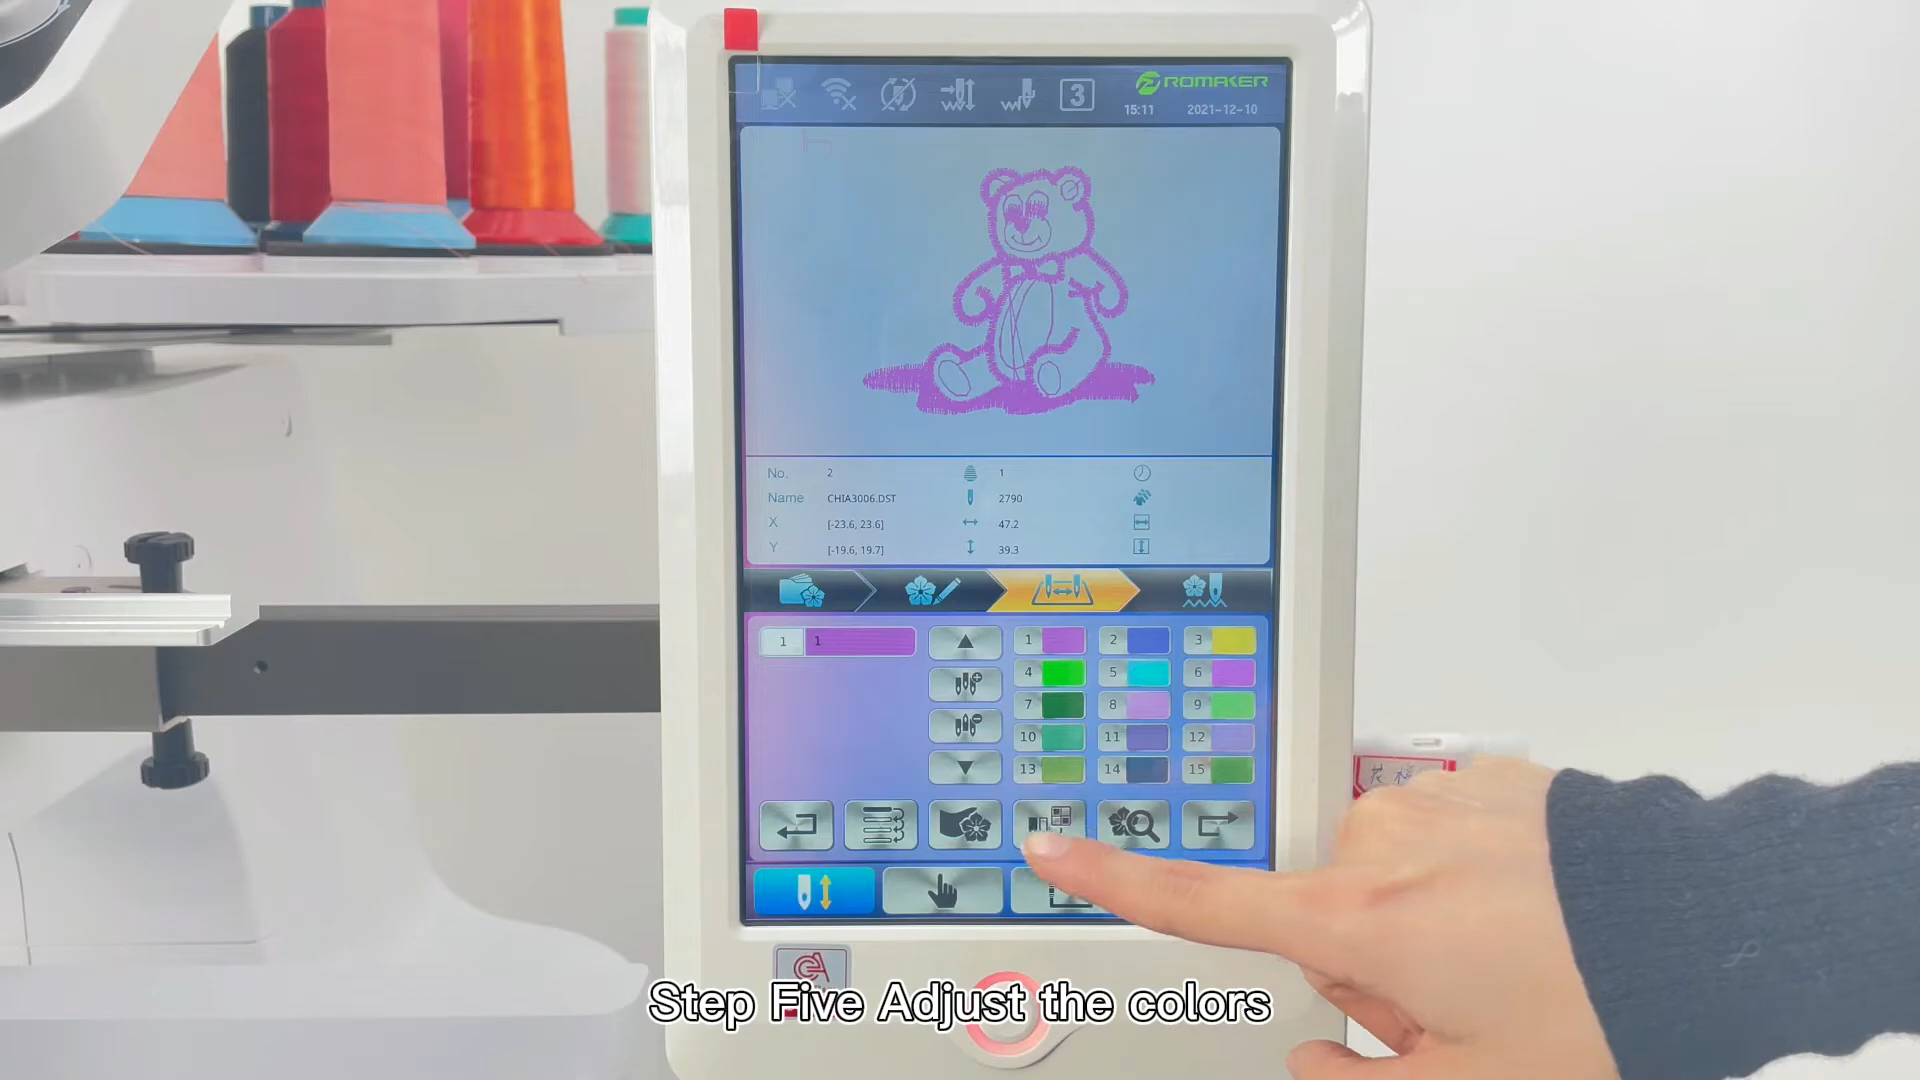 3
ROMAKER
15:11 2021-12-10
No. 2 1
Name CHIA3006.DST 2790
X [-23.6, 23.6] 47.2
Y [-19.6, 19.7] 39.3
1 1
1 2 3
4 5 6
7 8 9
10 11 12
13 14 15
Step Five Adjust the colors